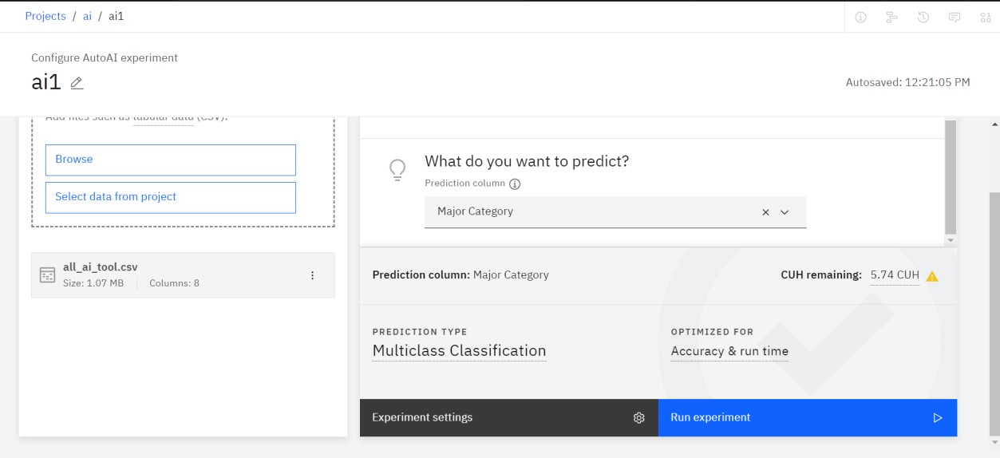 Projects / ai / ai1
Configure AutoAI experiment
ai1
Autosaved: 12:21:05 PM
Add files such as tabular data (CSV).
Browse
Select data from project
all_ai_tool.csv
Size: 1.07 MB Columns: 8
What do you want to predict?
Prediction column
Major Category
Prediction column: Major Category
CUH remaining: 5.74 CUH
PREDICTION TYPE
Multiclass Classification
OPTIMIZED FOR
Accuracy & run time
Experiment settings
Run experiment